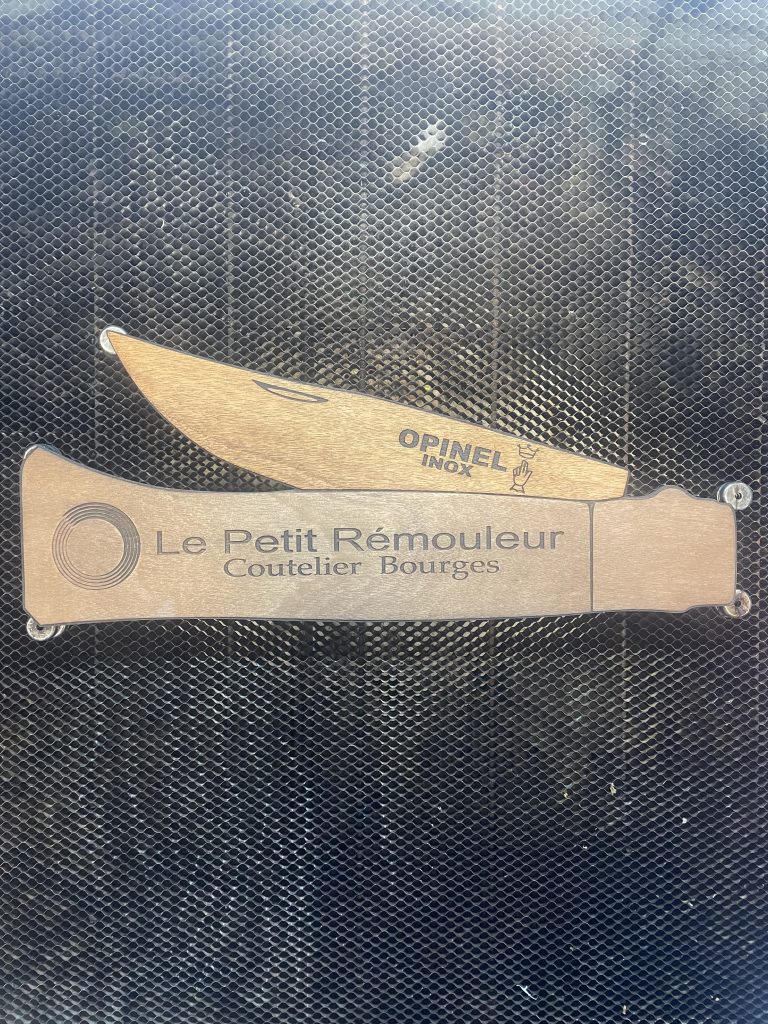 OPINEL
INOX
Le Petit Rémouleur
Coutelier Bourges